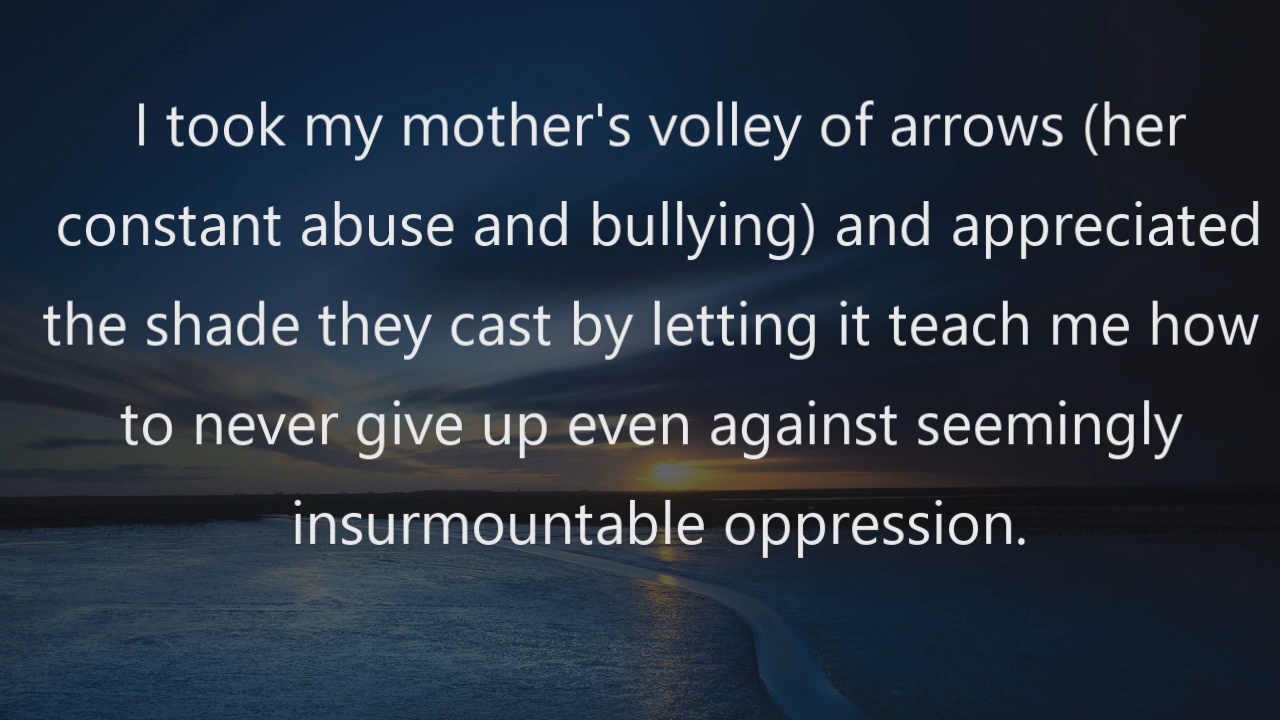 I took my mother's volley of arrows (her
constant abuse and bullying) and appreciated
the shade they cast by letting it teach me how
to never give up even against seemingly
insurmountable oppression.